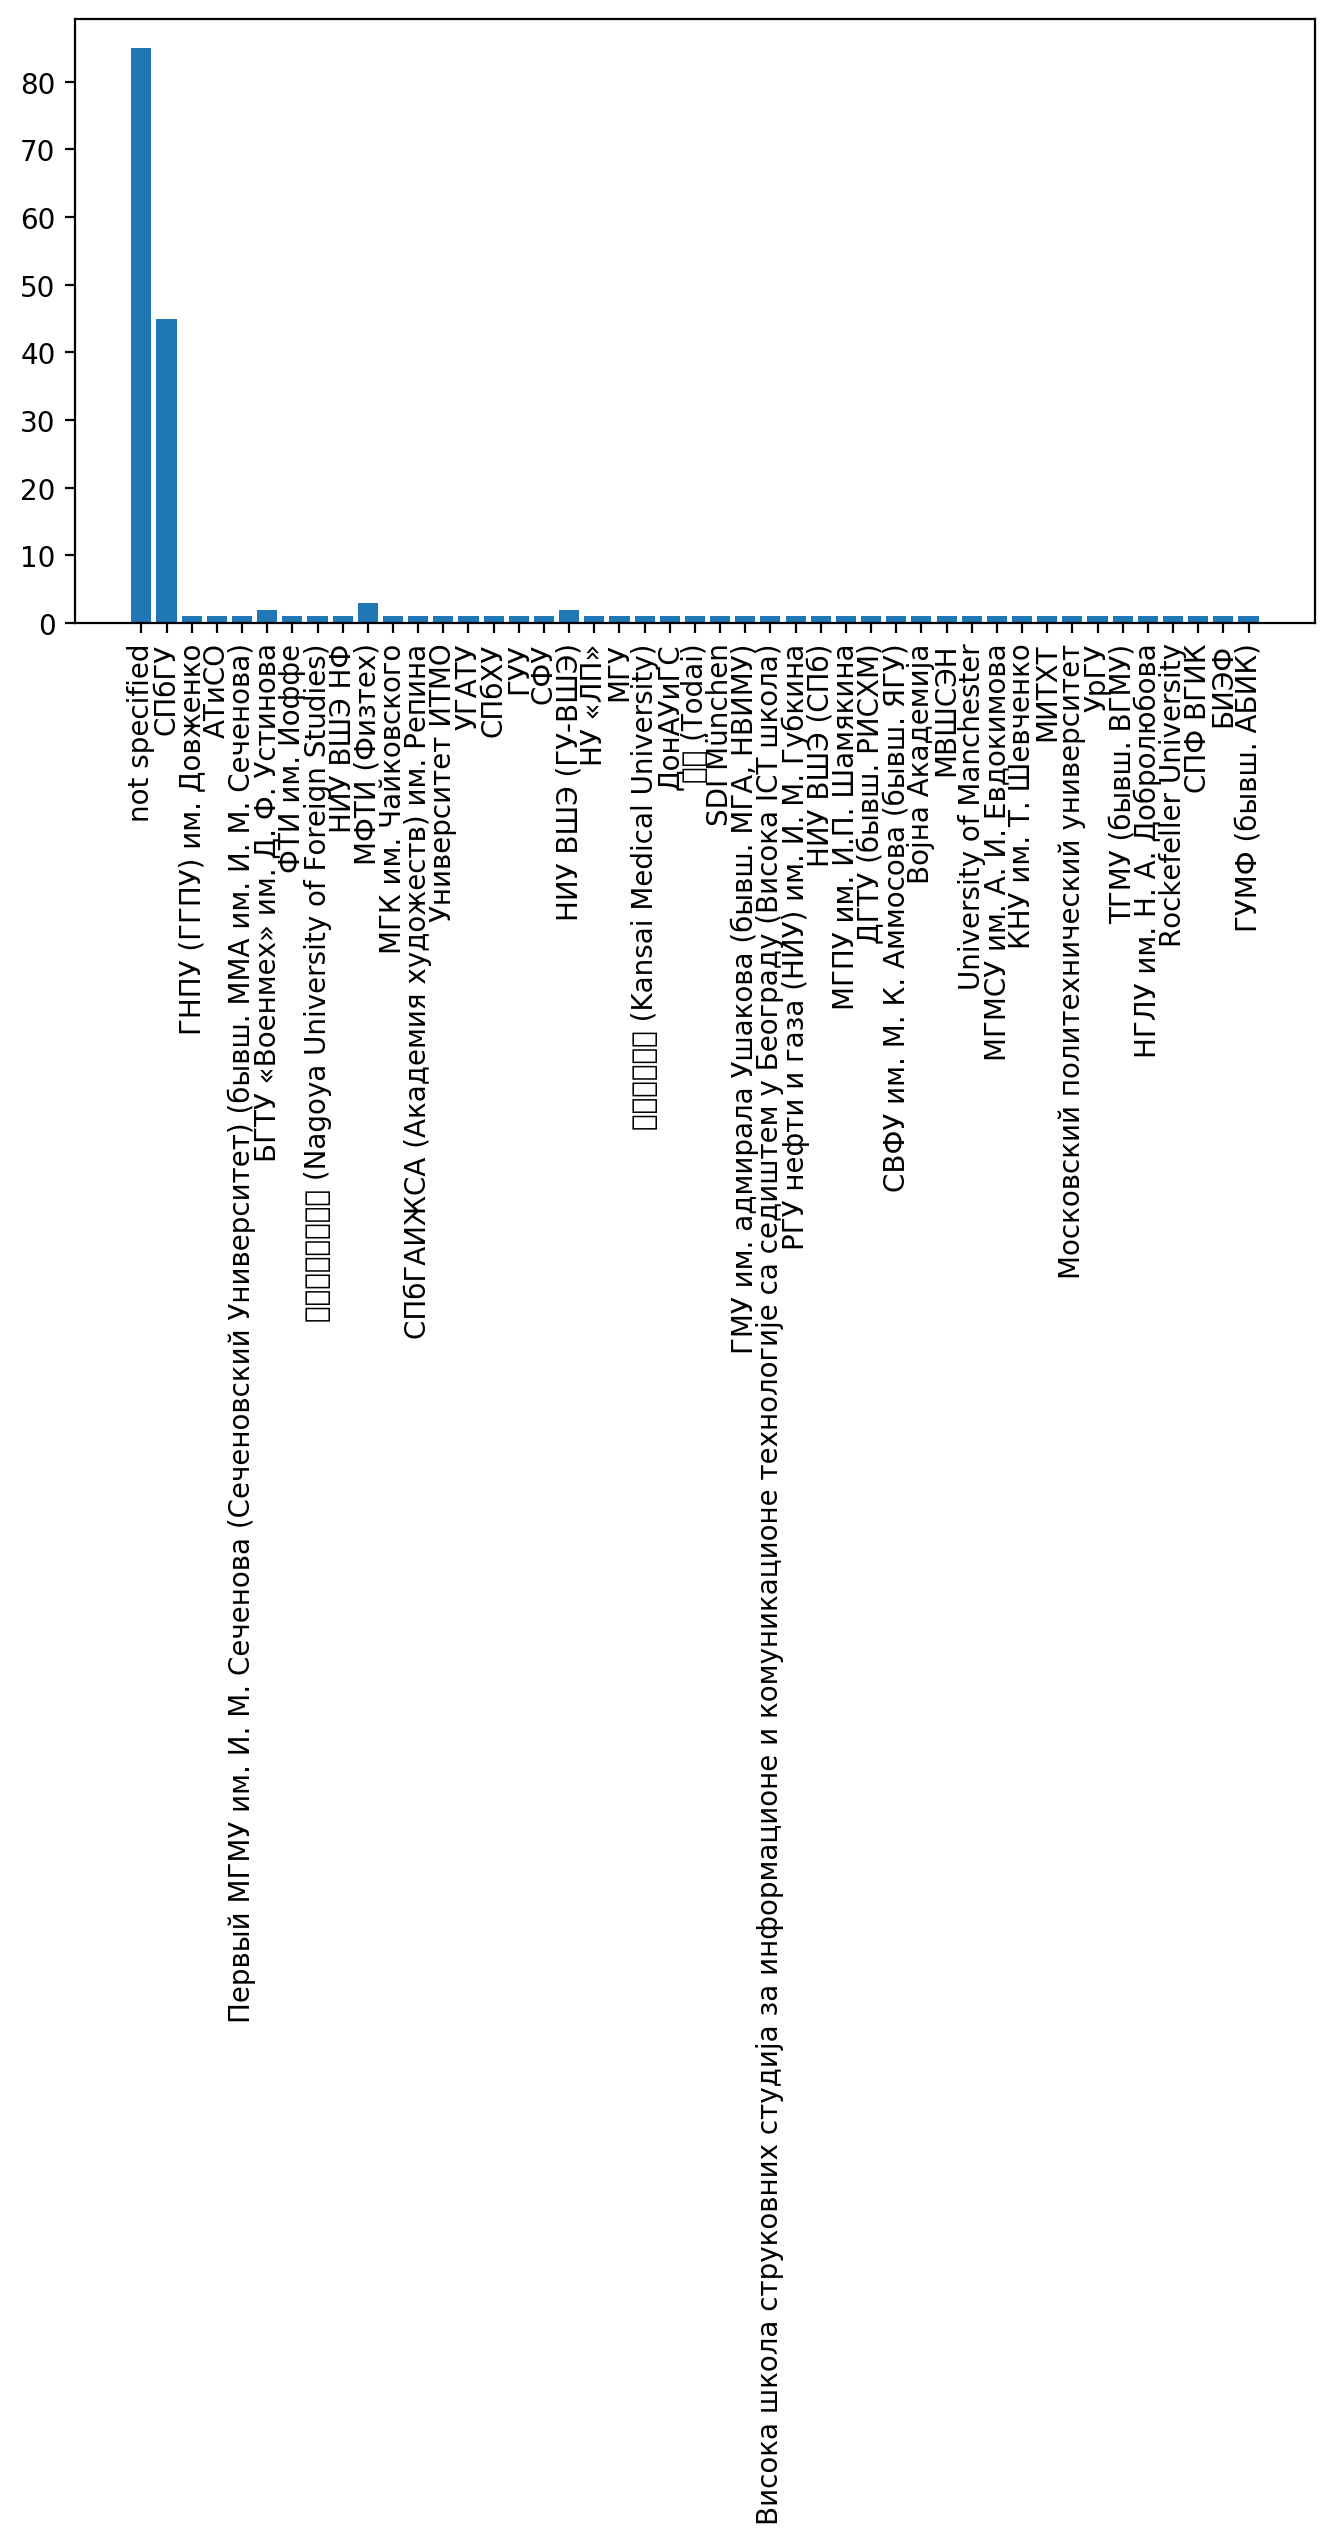 80
70
60
50
40
30
20
10
0
not specified
СПбГУ
ГНПУ (ГГПУ) им. Довженко
АТиСО
Первый МГМУ им. И. М. Сеченова (Сеченовский Университет) (бывш. ММА им. И. М. Сеченова)
БГТУ «Военмех» им. Д. Ф. Устинова
ФТИ им. Иоффе
(Nagoya University of Foreign Studies)
НИУ ВШЭ НФ
МФТИ (Физтех)
МГК им. Чайковского
СПбГАИЖСА (Академия художеств) им. Репина
Университет ИТМО
УГАТУ
СПбХУ
ГУУ
СФУ
НИУ ВШЭ (ГУ-ВШЭ)
НУ «ЛП»
МГУ
(Kansai Medical University)
ДонАУиГС
(Todai)
SDI München
ГМУ им. адмирала Ушакова (бывш. МГА, НВИМУ)
Висока школа струковних студија за информационе и комуникационе технологије са седиштем у Београду (Висока ICT школа)
РГУ нефти и газа (НИУ) им. И. М. Губкина
НИУ ВШЭ (СПб)
МГПУ им. И.П. Шамякина
ДГТУ (бывш. РИСХМ)
СВФУ им. М. К. Аммосова (бывш. ЯГУ)
Војна Академија
МВШСЭН
University of Manchester
МГМСУ им. А. И. Евдокимова
КНУ им. Т. Шевченко
МИТХТ
Московский политехнический университет
УрГУ
ТГМУ (бывш. ВГМУ)
НГЛУ им. Н. А. Добролюбова
Rockefeller University
СПФ ВГИК
БИЭФ
ГУМФ (бывш. АБИК)